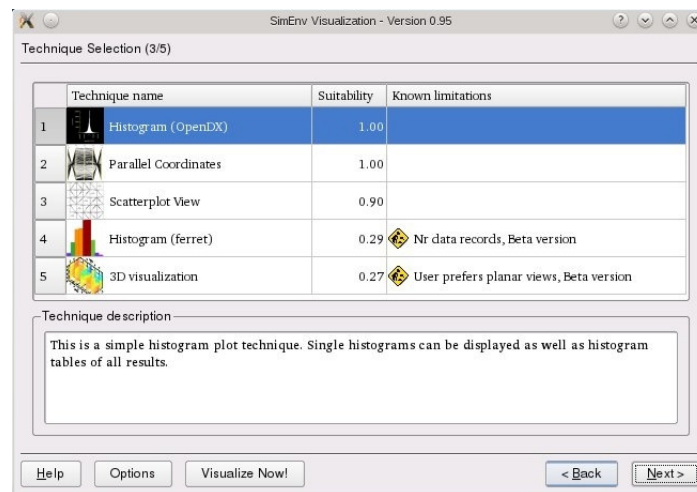 SimEnv Visualization - Version 0.95
Technique Selection (3/5)
Technique name Suitability Known limitations
1 Histogram (OpenDX) 1.00
2 Parallel Coordinates 1.00
3 Scatterplot View 0.90
4 Histogram (ferret) 0.29 Nr data records, Beta version
5 3D visualization 0.27 User prefers planar views, Beta version
Technique description
This is a simple histogram plot technique. Single histograms can be displayed as well as histogram
tables of all results.
Help Options Visualize Now! < Back Next >